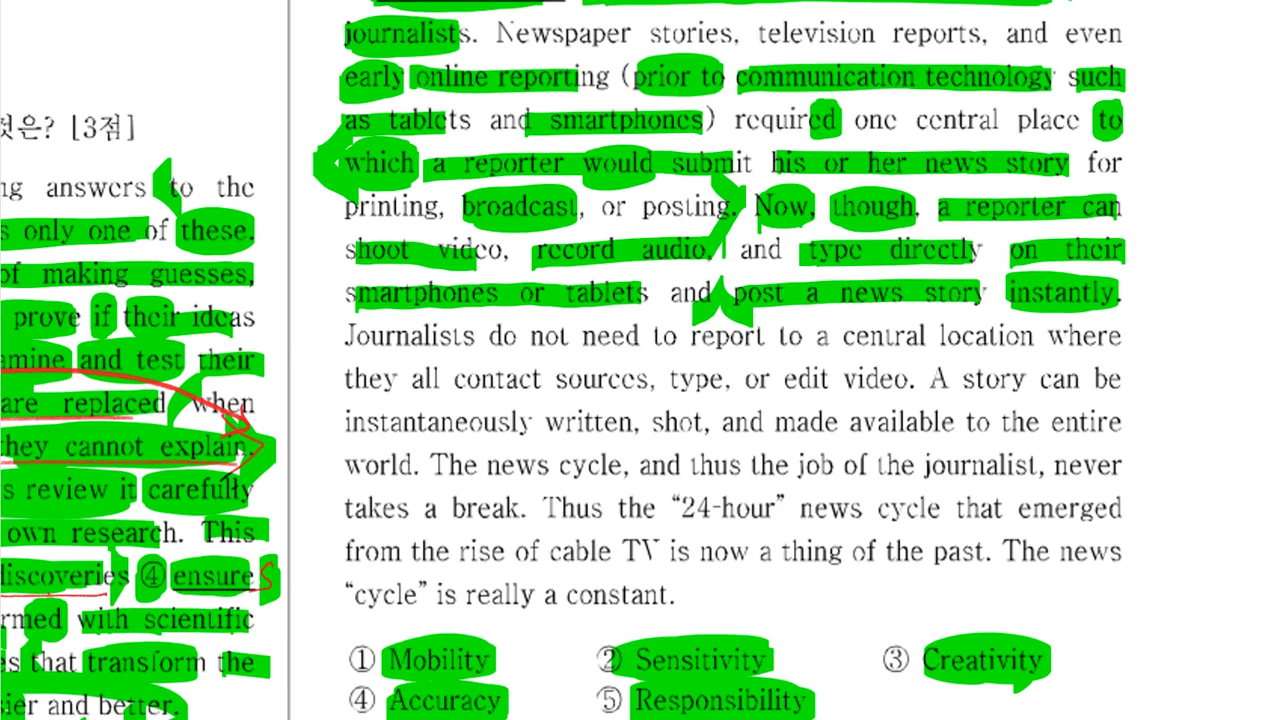 것은? [3점]
ng answers to the
s only one of these.
of making guesses,
prove if their ideas
amine and test their
are replaced when
they cannot explain.
s review it carefully
own research. This
discoveries ④ ensure s
rmed with scientific
es that transform the
sier and better.
journalists. Newspaper stories, television reports, and even
early online reporting (prior to communication technology such
as tablets and smartphones) required one central place to
which a reporter would submit his or her news story for
printing, broadcast, or posting. Now, though, a reporter can
shoot video, record audio, and type directly on their
smartphones or tablets and post a news story instantly.
Journalists do not need to report to a central location where
they all contact sources, type, or edit video. A story can be
instantaneously written, shot, and made available to the entire
world. The news cycle, and thus the job of the journalist, never
takes a break. Thus the “24-hour” news cycle that emerged
from the rise of cable TV is now a thing of the past. The news
“cycle” is really a constant.
① Mobility ② Sensitivity ③ Creativity
④ Accuracy ⑤ Responsibility